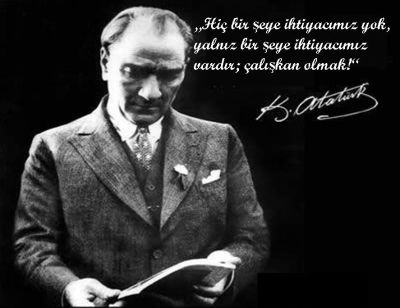 „Hiç bir şeye ihtiyacımız yok,
yalnız bir şeye ihtiyacımız
vardır; çalışkan olmak!“
K. Atatürk